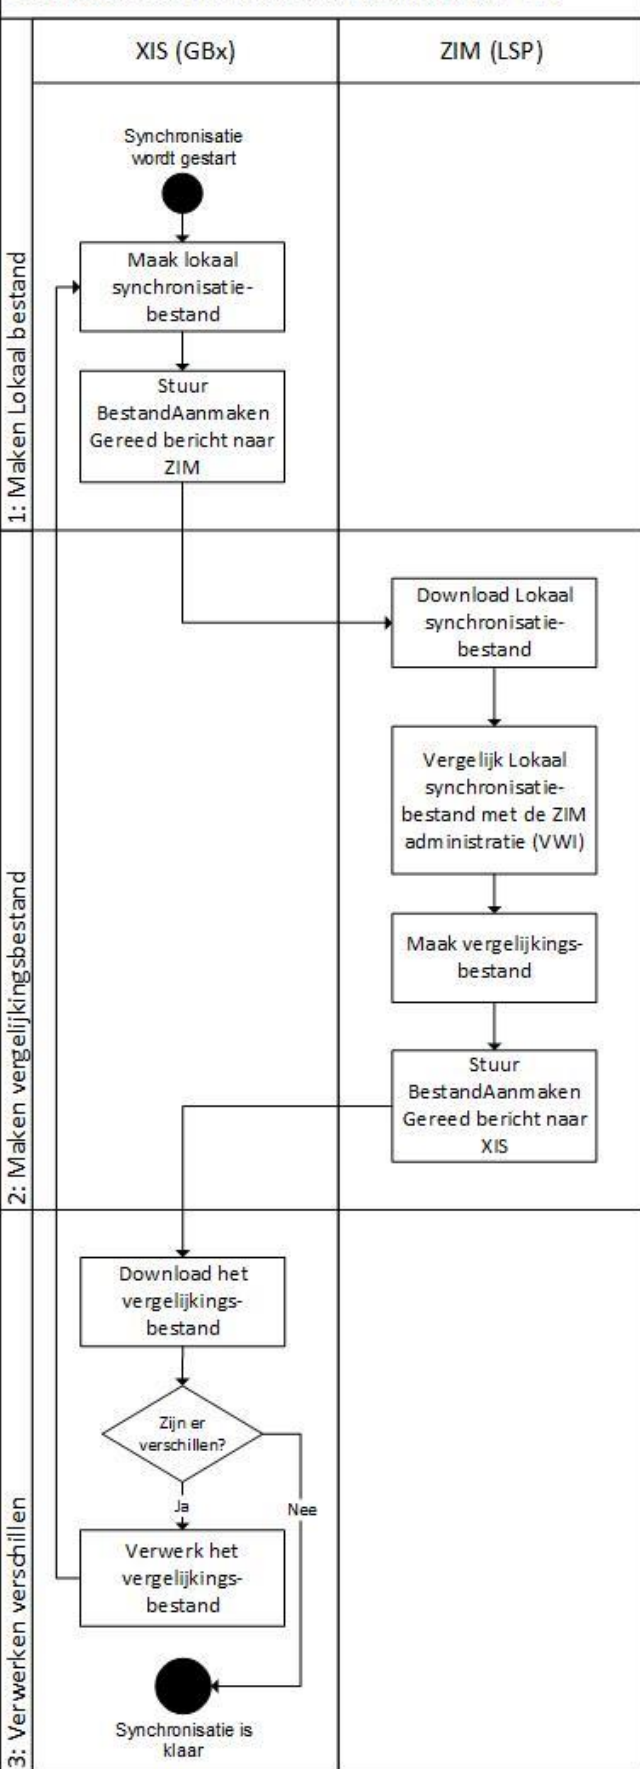 XIS (GBx)
ZIM (LSP)
1: Maken Lokaal bestand
Synchronisatie
wordt gestart
Maak lokaal
synchronisatie-
bestand
Stuur
BestandAanmaken
Gereed bericht naar
ZIM
2: Maken vergelijkingsbestand
Download Lokaal
synchronisatie-
bestand
Vergelijk Lokaal
synchronisatie-
bestand met de ZIM
administratie (VWI)
Maak vergelijkings-
bestand
Stuur
BestandAanmaken
Gereed bericht naar
XIS
3: Verwerken verschillen
Download het
vergelijkings-
bestand
Zijn er
verschillen?
Ja
Nee
Verwerk het
vergelijkings-
bestand
Synchronisatie is
klaar